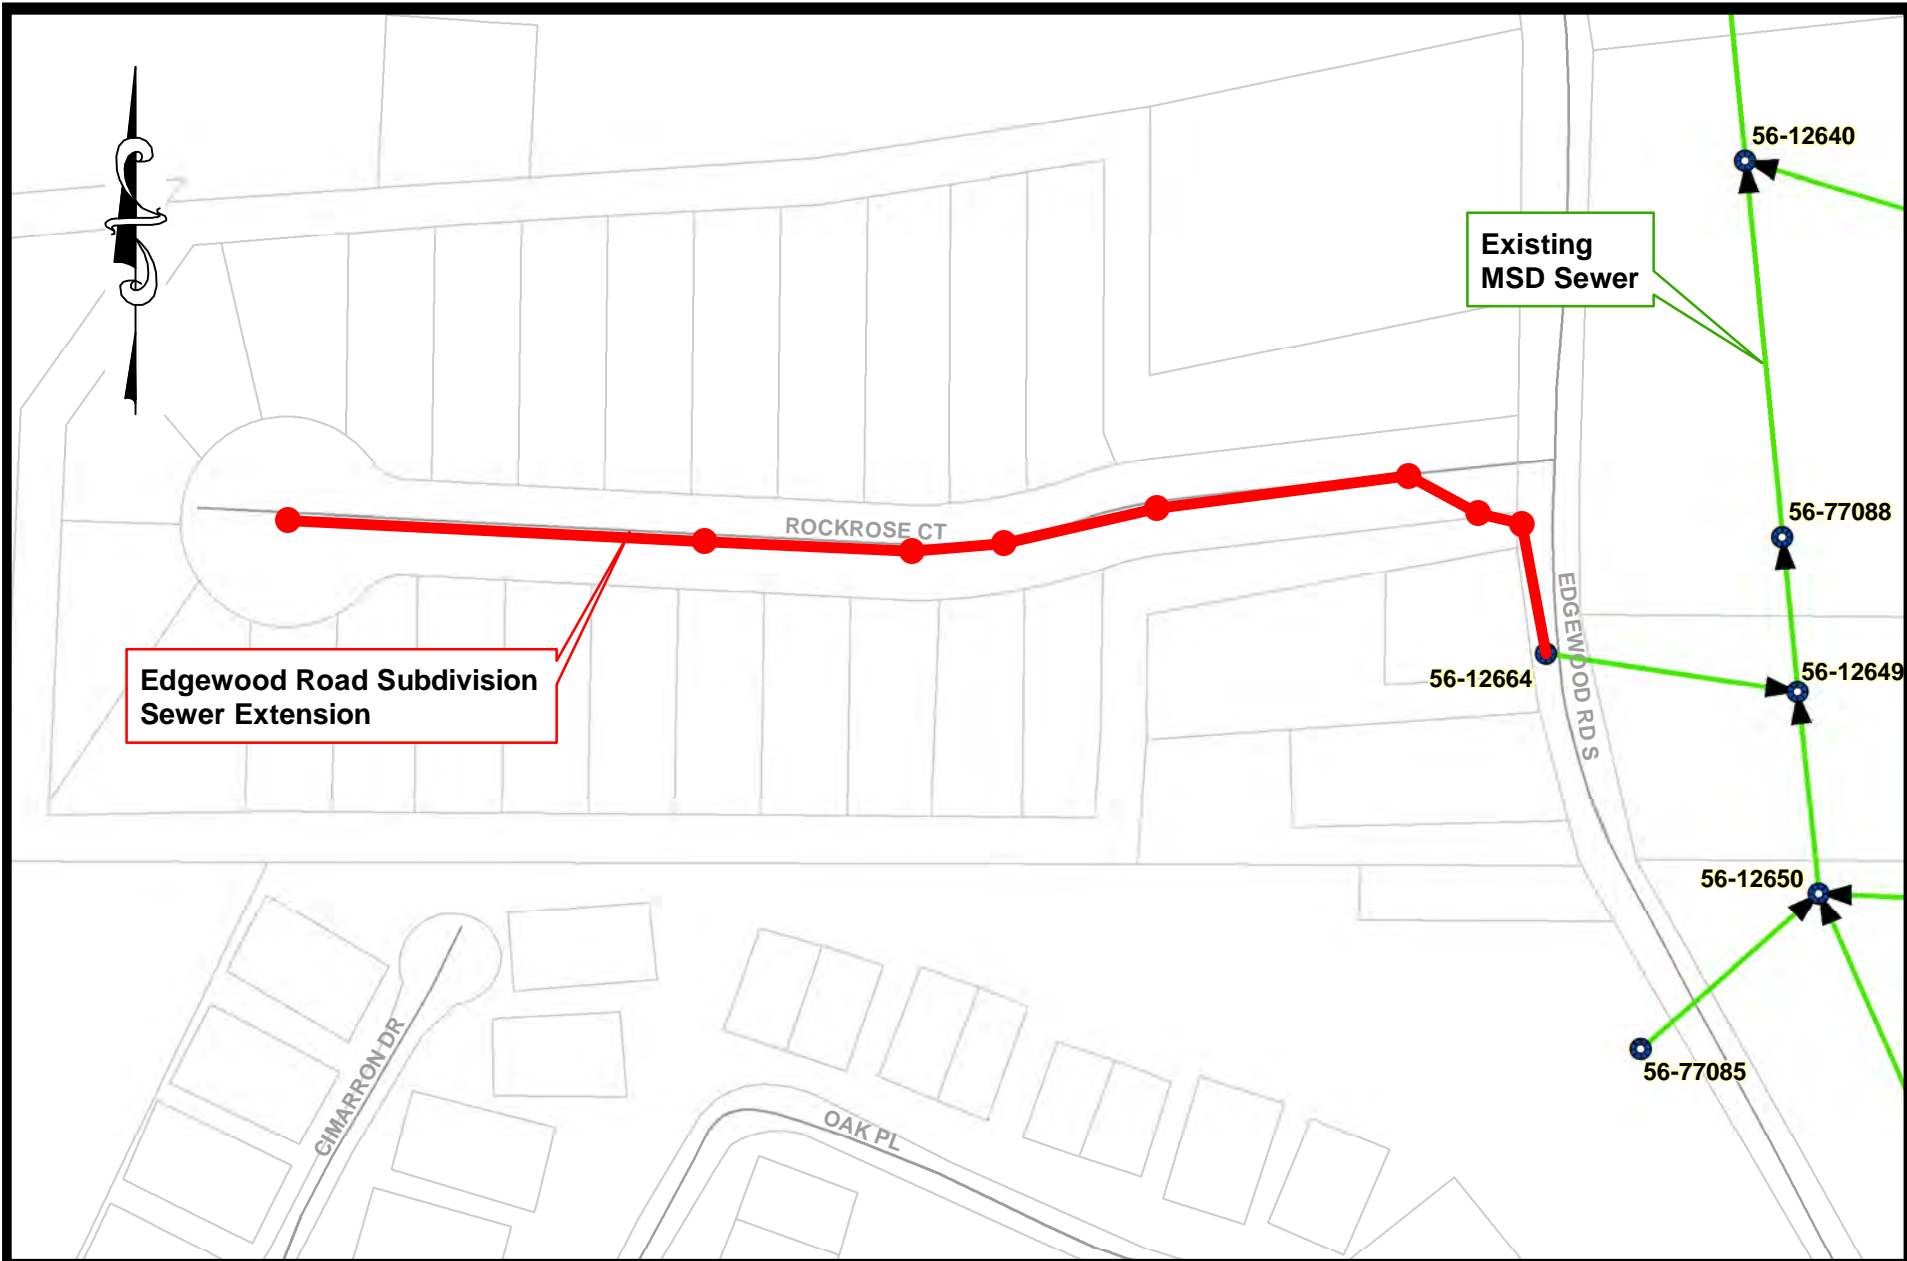 56-12640
Existing
MSD Sewer
56-77088
ROCKROSE CT
EDGEWOOD RD S
56-12664
56-12649
Edgewood Road Subdivision
Sewer Extension
56-12650
56-77085
CIMARRON DR
OAK PL